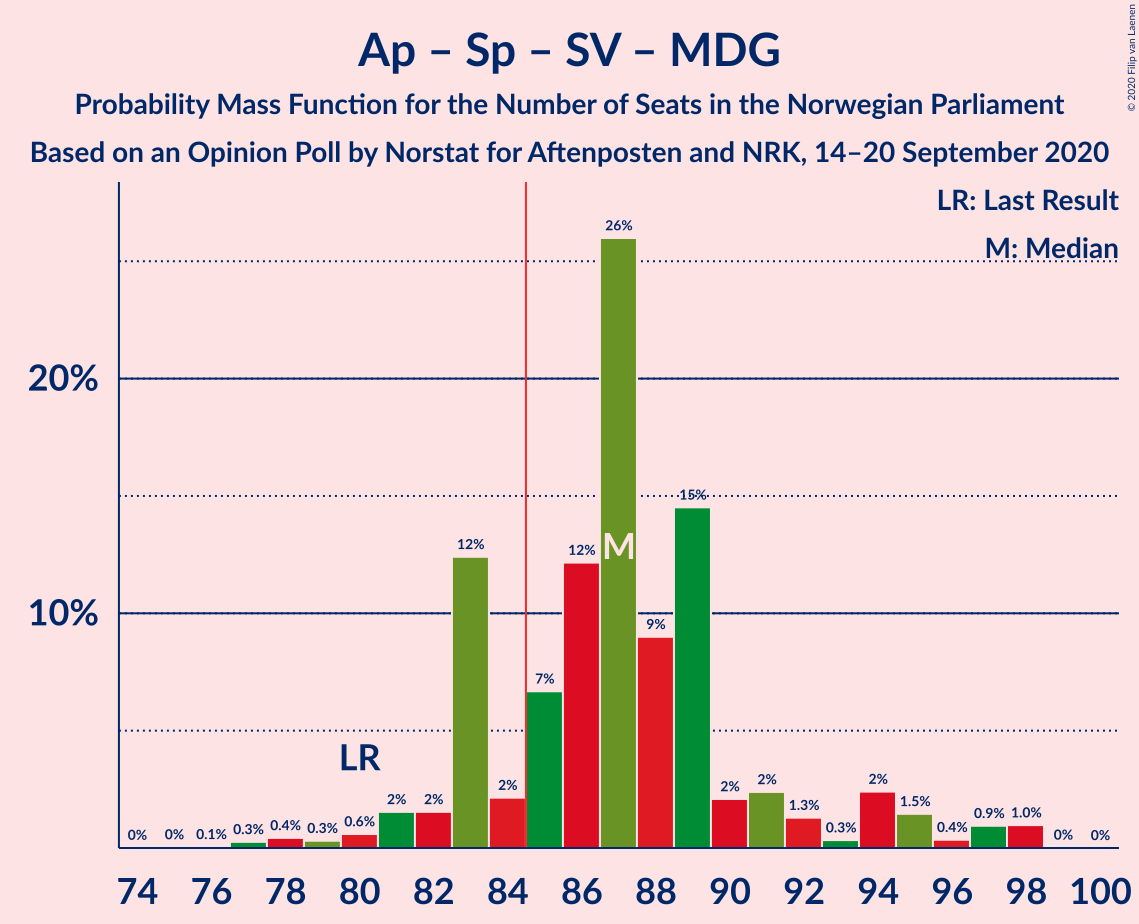 Ap – Sp – SV – MDG
Probability Mass Function for the Number of Seats in the Norwegian Parliament
Based on an Opinion Poll by Norstat for Aftenposten and NRK, 14–20 September 2020
© 2020 Filip van Laenen
LR: Last Result
M: Median
20%
10%
0% 0% 0.1% 0.3% 0.4% 0.3% 0.6% 2% 2% 12% 2% 7% 12% 26% 9% 15% 2% 2% 1.3% 0.3% 2% 1.5% 0.4% 0.9% 1.0% 0% 0%
LR
M
74 76 78 80 82 84 86 88 90 92 94 96 98 100